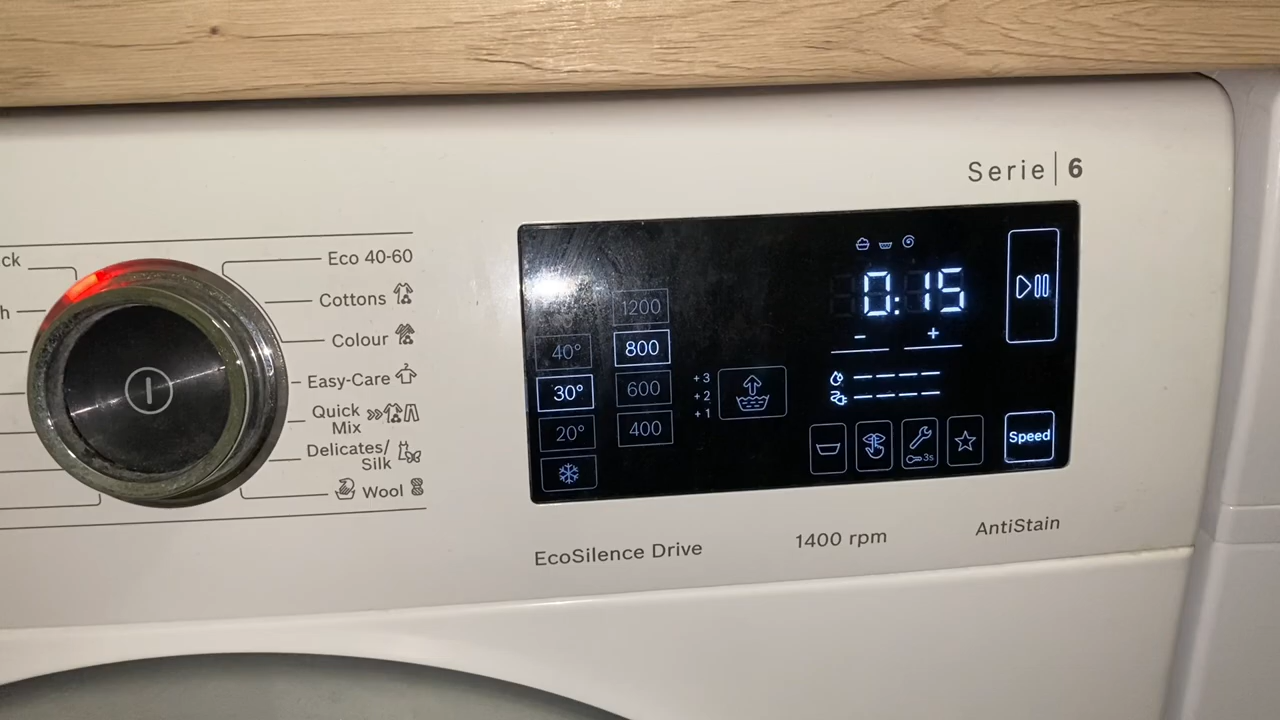 Serie | 6
ck
h
Eco 40-60
Cottons
Colour
Easy-Care
Quick
Mix
Delicates/
Silk
Wool
1200
40° 800
30° 600
20° 400
+3
+2
+1
0:15
- +
3s
Speed
EcoSilence Drive
1400 rpm
AntiStain